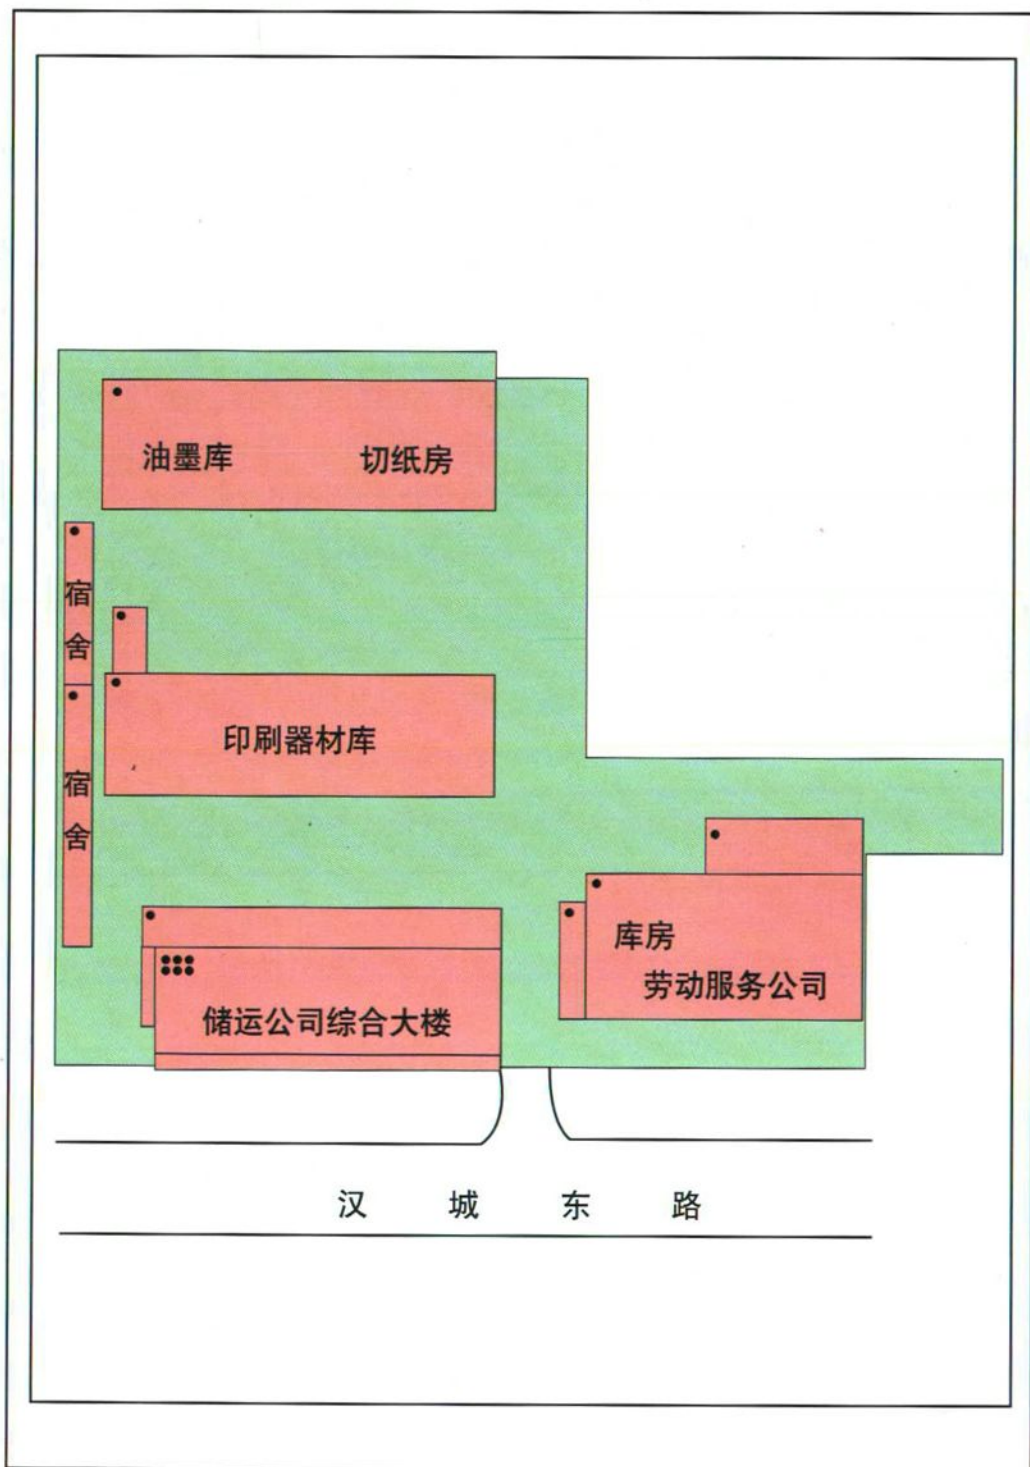 油墨库 切纸房
宿舍
印刷器材库
宿舍
库房
劳动服务公司
储运公司综合大楼
汉城东路